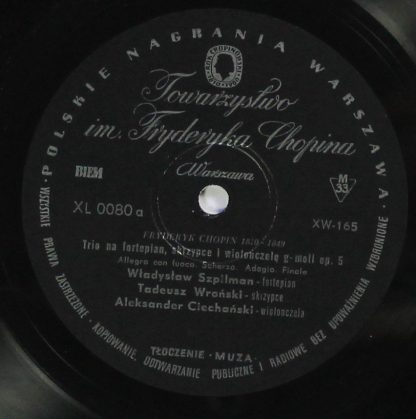 POLSKIE NAGRANIA WARSZAWA
Towarzystwo
im. Fryderyka Chopina
Warszawa
BIEM
M
33
XL 0080 a
XW-165
FRYDERYK CHOPIN 1810-1849
Trio na fortepian, skrzypce i wiolonczelę g-moll op. 5
Allegro con fuoco. Scherzo. Adagio. Finale
Władysław Szpilman - fortepian
Tadeusz Wroński - skrzypce
Aleksander Ciechański - wiolonczela
TŁOCZENIE - MUZA
WSZYSTKIE PRAWA ZASTRZEŻONE · KOPIOWANIE, ODTWARZANIE PUBLICZNE I RADIOWE BEZ UPOWAŻNIENIA WZBRONIONE